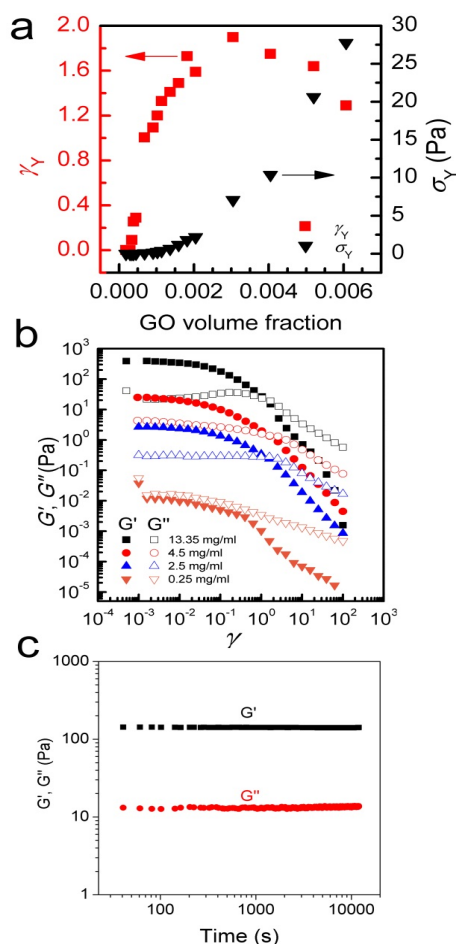 a
2.0
1.6
1.2
0.8
0.4
0.0
γY
30
25
20
15
10
5
0
σY (Pa)
γY
σY
0.000 0.002 0.004 0.006
GO volume fraction
b
10³
10²
10¹
10⁰
10⁻¹
10⁻²
10⁻³
10⁻⁴
10⁻⁵
G', G''(Pa)
G' G''
13.35 mg/ml
4.5 mg/ml
2.5 mg/ml
0.25 mg/ml
10⁻⁴ 10⁻³ 10⁻² 10⁻¹ 10⁰ 10¹ 10² 10³
γ
c
1000
100
10
1
G', G'' (Pa)
G'
G''
100 1000 10000
Time (s)